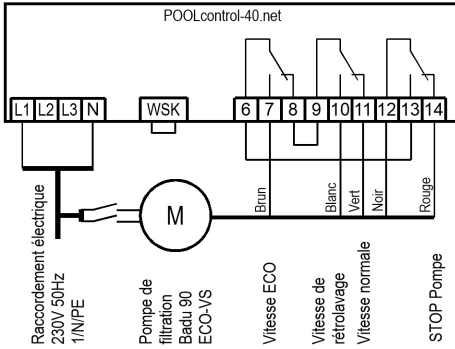 POOLcontrol-40.net
L1 L2 L3 N
WSK
6 7 8 9 10 11 12 13 14
Brun
Blanc
Vert
Noir
Rouge
M
Raccordement électrique
230V 50Hz
1/N/PE
Pompe de
filtration
Badu 90
ECO-VS
Vitesse ECO
Vitesse de
rétrolavage
Vitesse normale
STOP Pompe